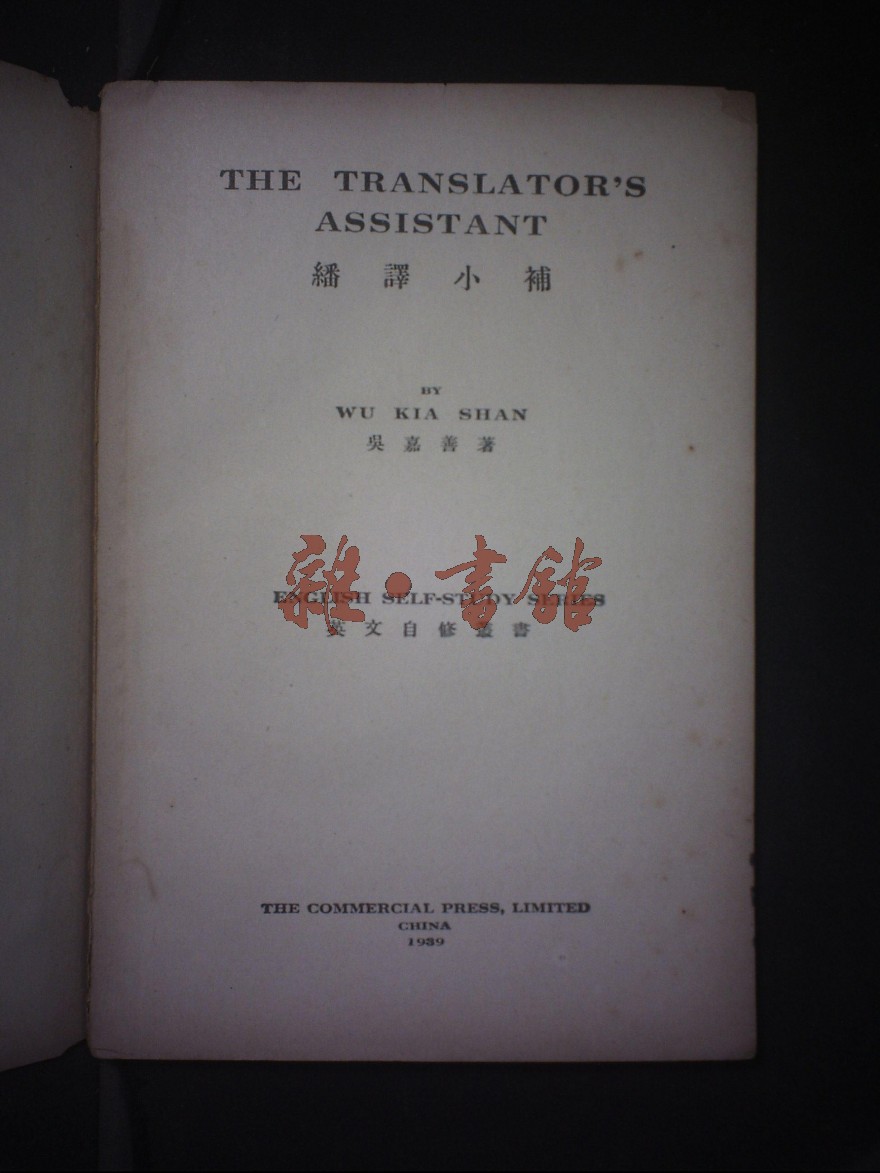 THE TRANSLATOR'S
ASSISTANT
繙譯小補
BY
WU KIA SHAN
吳嘉善著
雜·書館
ENGLISH SELF-STUDY SERIES
英文自修叢書
THE COMMERCIAL PRESS, LIMITED
CHINA
1939